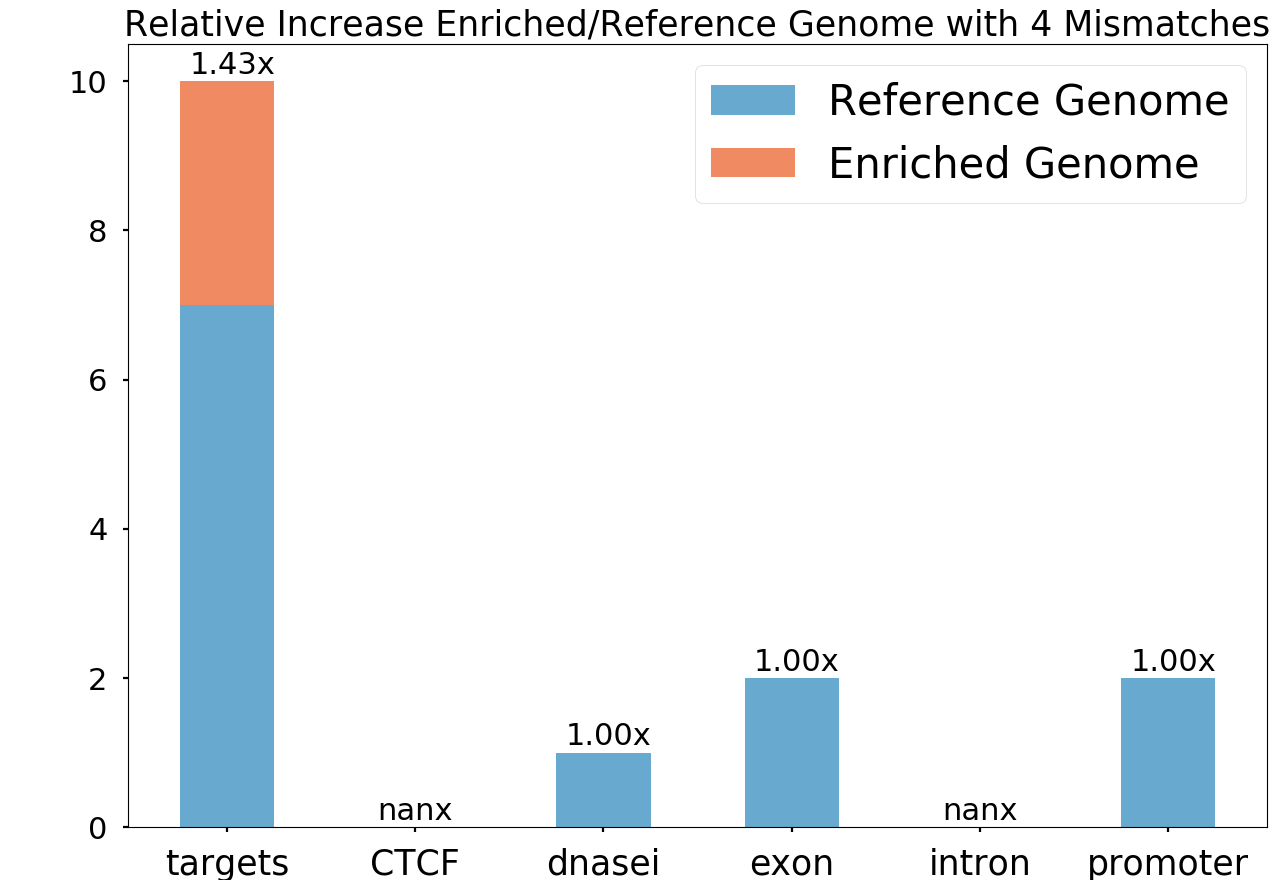 Relative Increase Enriched/Reference Genome with 4 Mismatches
1.43x
10
Reference Genome
Enriched Genome
8
6
4
2
1.00x
1.00x
1.00x
nanx
nanx
0
targets CTCF dnasei exon intron promoter